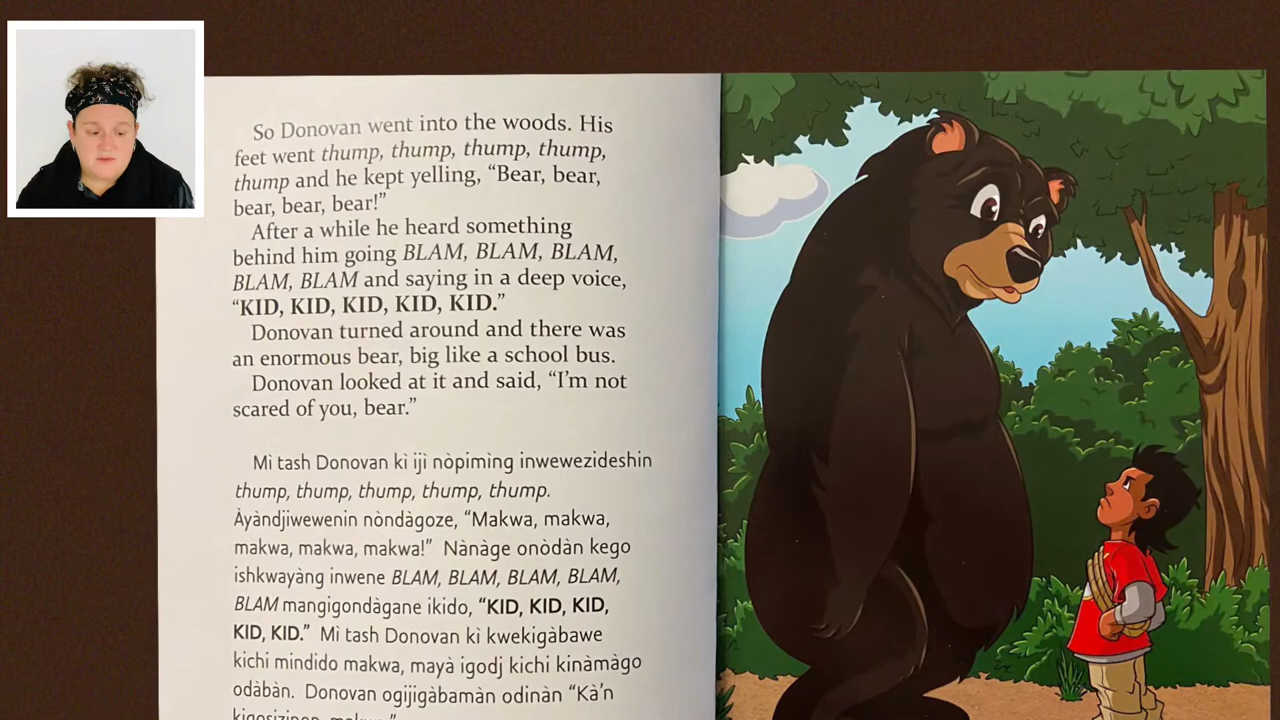 So Donovan went into the woods. His
feet went thump, thump, thump, thump,
thump and he kept yelling, “Bear, bear,
bear, bear, bear!”
After a while he heard something
behind him going BLAM, BLAM, BLAM,
BLAM, BLAM and saying in a deep voice,
“KID, KID, KID, KID, KID.”
Donovan turned around and there was
an enormous bear, big like a school bus.
Donovan looked at it and said, “I’m not
scared of you, bear.”
Mì tash Donovan kì ijì nòpimìng inwewezideshin
thump, thump, thump, thump, thump.
Àyàndjiwewenin nòndàgoze, “Makwa, makwa,
makwa, makwa, makwa!” Nànàge onòdàn kego
ishkwayàng inwene BLAM, BLAM, BLAM, BLAM,
BLAM mangigondàgane ikido, “KID, KID, KID,
KID, KID.” Mì tash Donovan kì kwekigàbawe
kichi mindido makwa, mayà igodj kichi kinàmàgo
odàbàn. Donovan ogijigàbamàn odinàn “Kà’n